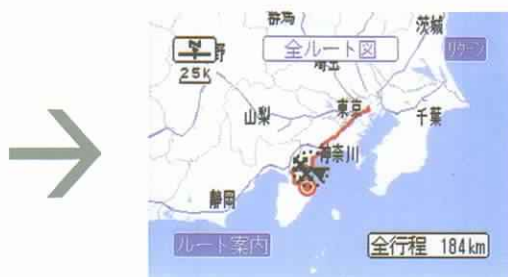 群馬
茨城
野
全ルート図
リターン
25K
埼玉
山梨
東京
千葉
神奈川
静岡
ルート案内
全行程 184km